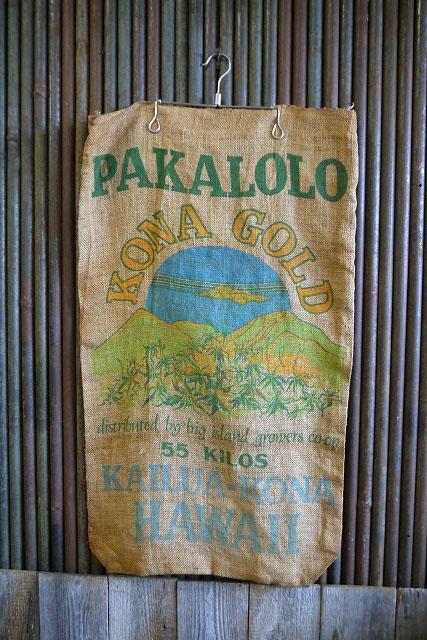 PAKALOLO
KONA GOLD
distributed by big island growers co-op
55 KILOS
KAILUA-KONA
HAWAII